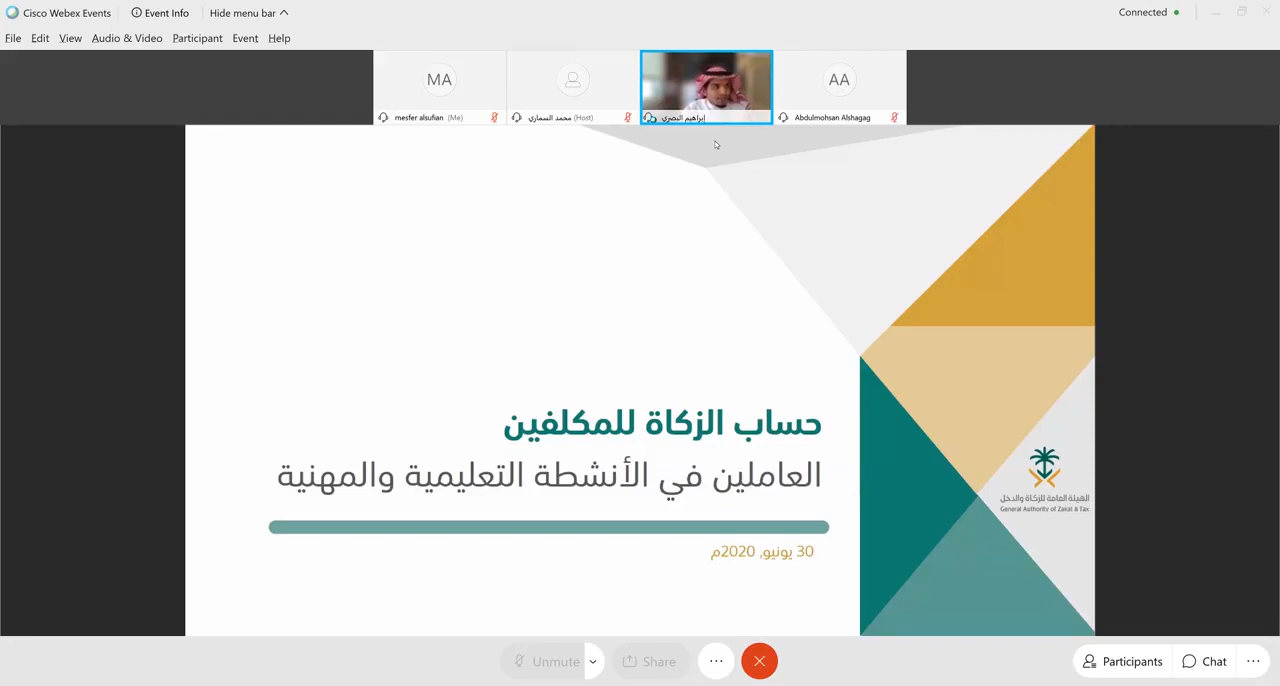 Cisco Webex Events
Event Info
Hide menu bar
Connected
File Edit View Audio & Video Participant Event Help
MA
AA
mesfer alsufian (Me)
محمد السماري (Host)
إبراهيم النصري
Abdulmohsan Alshagag
حساب الزكاة للمكلفين
العاملين في الأنشطة التعليمية والمهنية
30 يونيو, 2020م
الهيئة العامة للزكاة والدخل
General Authority of Zakat & Tax
Unmute
Share
Participants
Chat